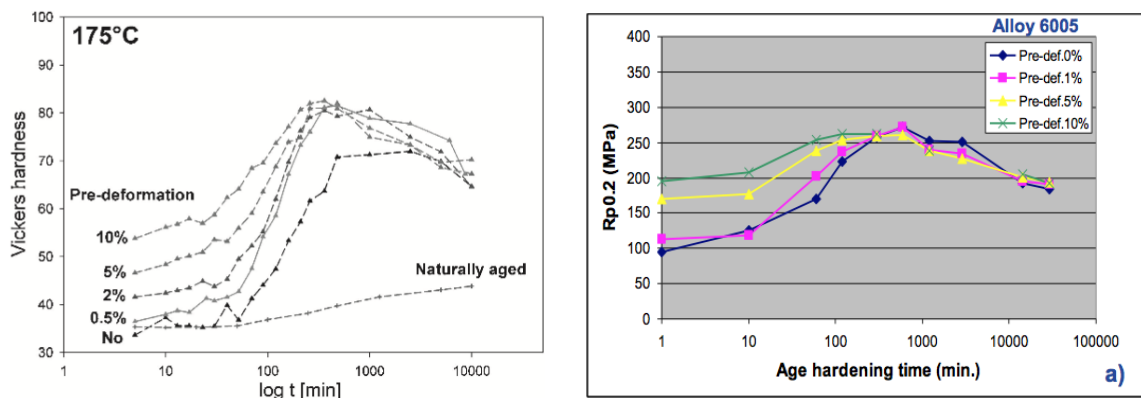 100
90
80
70
60
50
40
30
175°C
Vickers hardness
Pre-deformation
10%
5%
2%
0.5%
No
Naturally aged
1
10
100
1000
10000
log t [min]
Alloy 6005
400
350
300
250
200
150
100
50
0
Rp0.2 (MPa)
Pre-def.0%
Pre-def.1%
Pre-def.5%
Pre-def.10%
1
10
100
1000
10000
100000
Age hardening time (min.)
a)